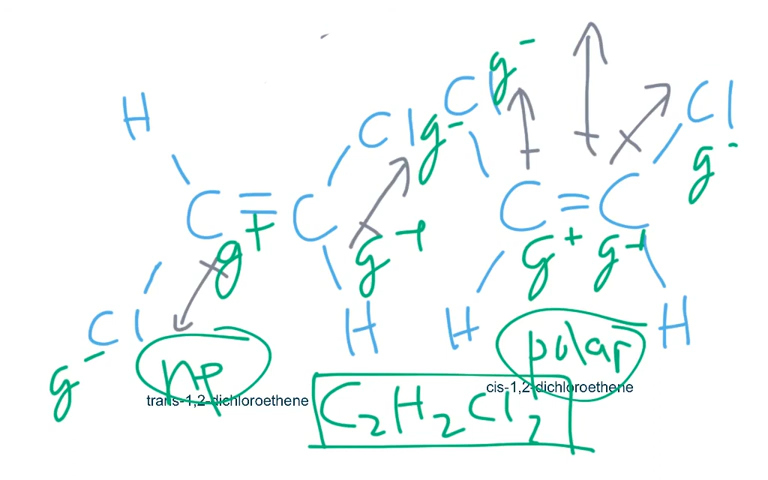 H
Cl δ-
C = C
δ+ δ+
Cl H
δ- np
trans-1,2-dichloroethene
Cl δ- Cl
δ-
C = C
δ+ δ+
H H
polar
cis-1,2-dichloroethene
C₂H₂Cl₂